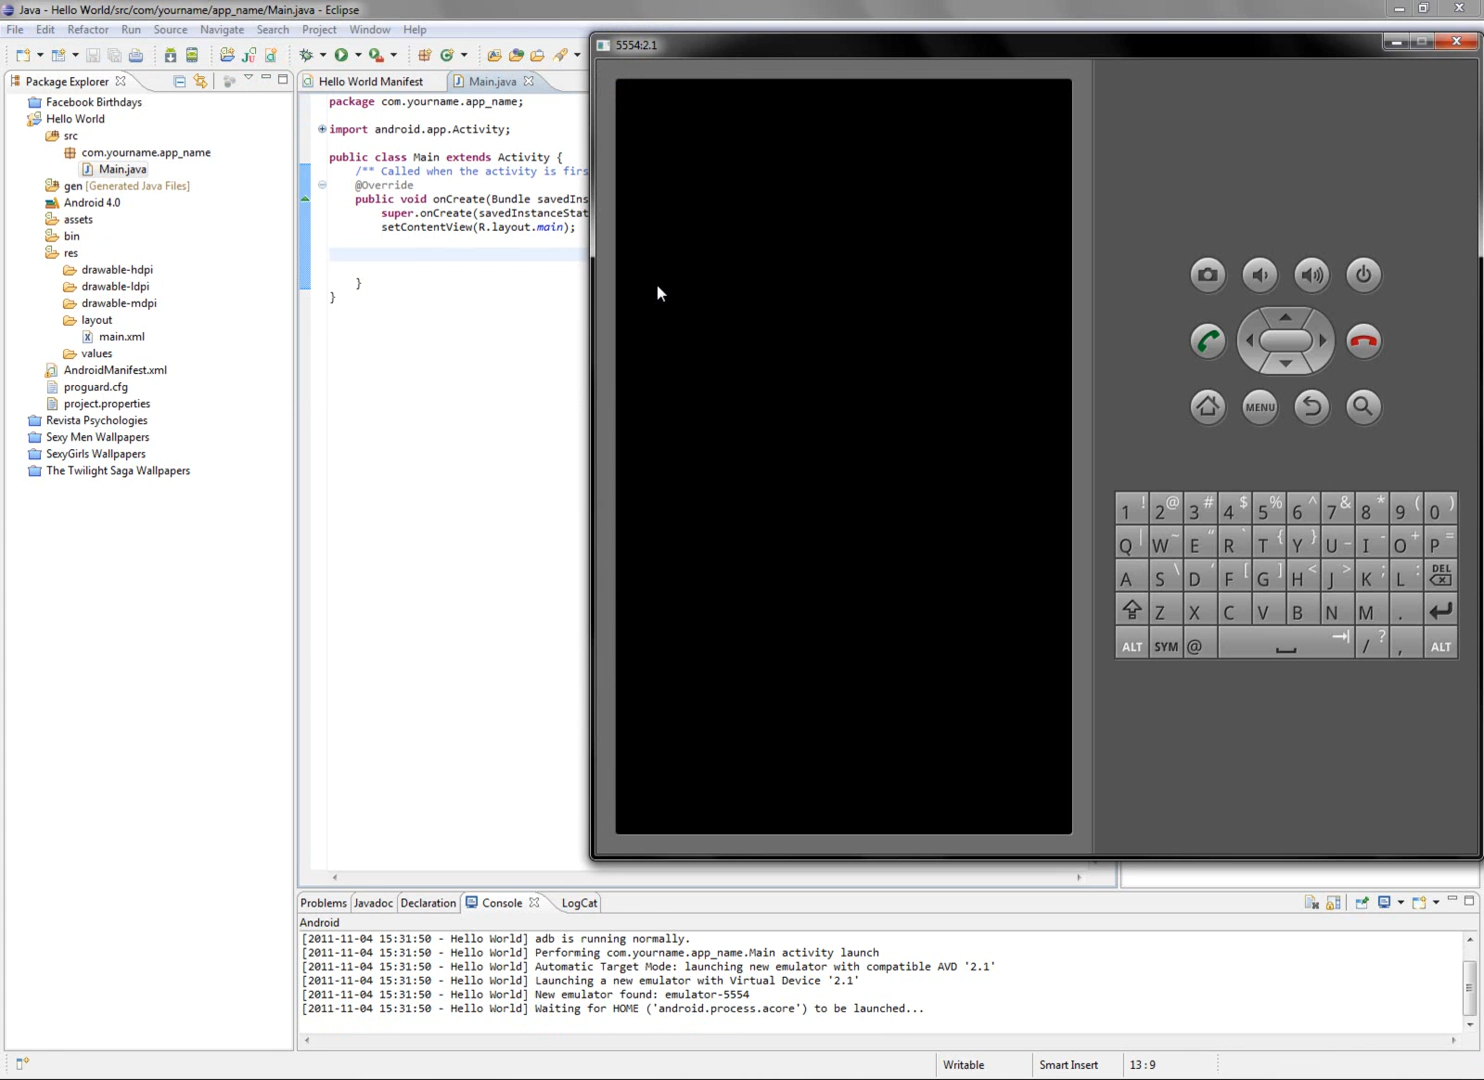 Java - Hello World/src/com/yourname/app_name/Main.java - Eclipse
File Edit Refactor Run Source Navigate Search Project Window Help
Package Explorer
Facebook Birthdays
Hello World
src
com.yourname.app_name
Main.java
gen [Generated Java Files]
Android 4.0
assets
bin
res
drawable-hdpi
drawable-ldpi
drawable-mdpi
layout
main.xml
values
AndroidManifest.xml
proguard.cfg
project.properties
Revista Psychologies
Sexy Men Wallpapers
SexyGirls Wallpapers
The Twilight Saga Wallpapers
Hello World Manifest
Main.java
package com.yourname.app_name;
import android.app.Activity;
public class Main extends Activity {
/** Called when the activity is firs
@Override
public void onCreate(Bundle savedIns
super.onCreate(savedInstanceStat
setContentView(R.layout.main);
}
}
5554:2.1
MENU
1 ! 2 @ 3 # 4 $ 5 % 6 ^ 7 & 8 * 9 ( 0 )
Q | W ~ E " R ` T { Y } U _ I - O + P =
A S \ D ' F [ G ] H < J > K ; L : DEL
Z X C V B N M .
ALT SYM @ / ? , ALT
Problems Javadoc Declaration Console LogCat
Android
[2011-11-04 15:31:50 - Hello World] adb is running normally.
[2011-11-04 15:31:50 - Hello World] Performing com.yourname.app_name.Main activity launch
[2011-11-04 15:31:50 - Hello World] Automatic Target Mode: launching new emulator with compatible AVD '2.1'
[2011-11-04 15:31:50 - Hello World] Launching a new emulator with Virtual Device '2.1'
[2011-11-04 15:31:50 - Hello World] New emulator found: emulator-5554
[2011-11-04 15:31:50 - Hello World] Waiting for HOME ('android.process.acore') to be launched...
Writable
Smart Insert
13 : 9